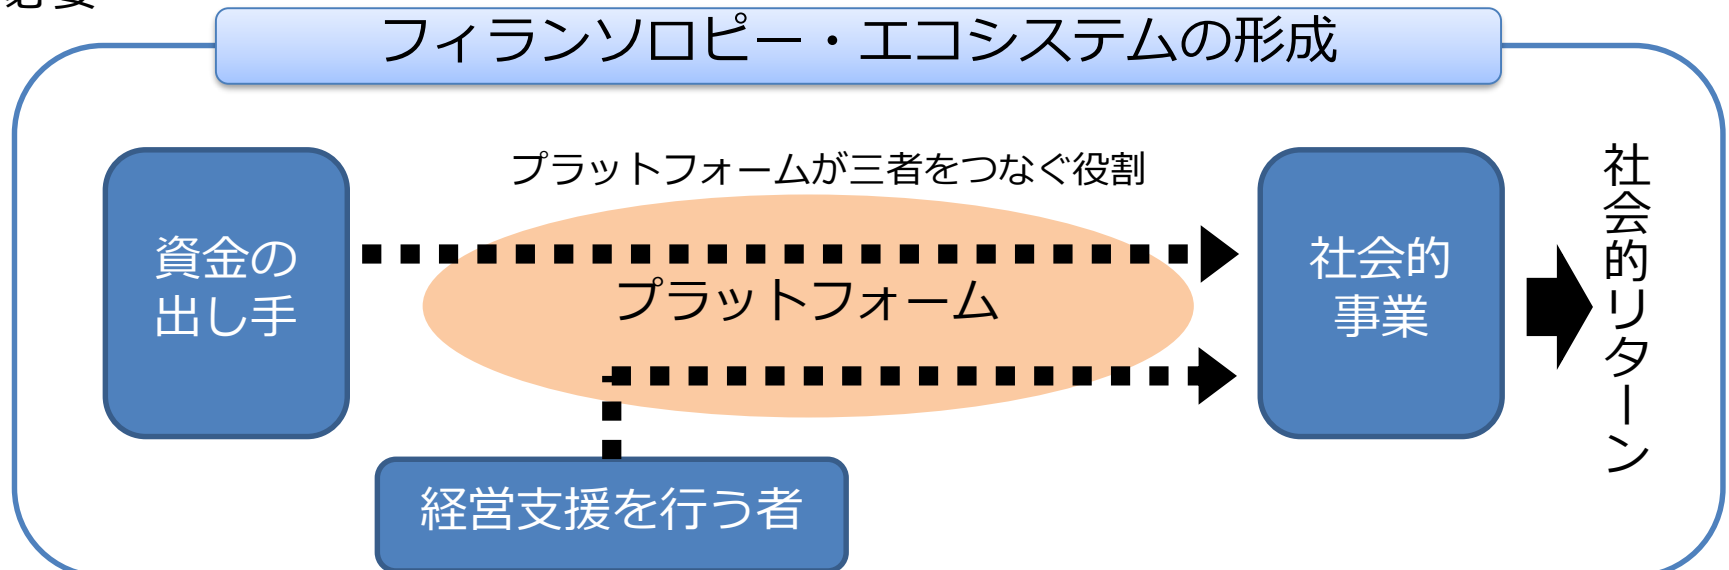 必要
フィランソロピー・エコシステムの形成
プラットフォームが三者をつなぐ役割
資金の
出し手
プラットフォーム
社会的
事業
社会的リターン
経営支援を行う者